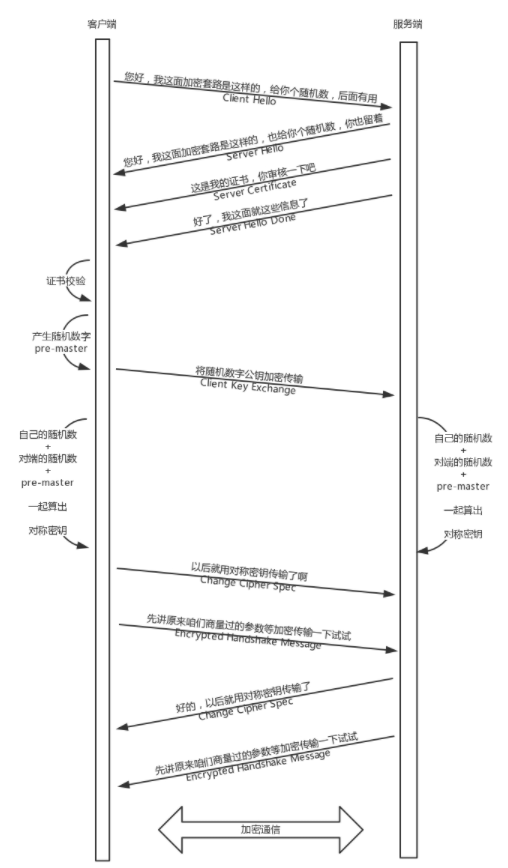 客户端
服务端
您好，我这面加密套路是这样的，给你个随机数，后面有用
Client Hello
您好，我这面加密套路是这样的，也给你个随机数，你也留着
Server Hello
这是我的证书，你审核一下吧
Server Certificate
好了，我这面就这些信息了
Server Hello Done
证书校验
产生随机数字
pre-master
将随机数字公钥加密传输
Client Key Exchange
自己的随机数
+
对端的随机数
+
pre-master
一起算出
对称密钥
自己的随机数
+
对端的随机数
+
pre-master
一起算出
对称密钥
以后就用对称密钥传输了啊
Change Cipher Spec
先讲原来咱们商量过的参数等加密传输一下试试
Encrypted Handshake Message
好的，以后就用对称密钥传输了
Change Cipher Spec
先讲原来咱们商量过的参数等加密传输一下试试
Encrypted Handshake Message
加密通信